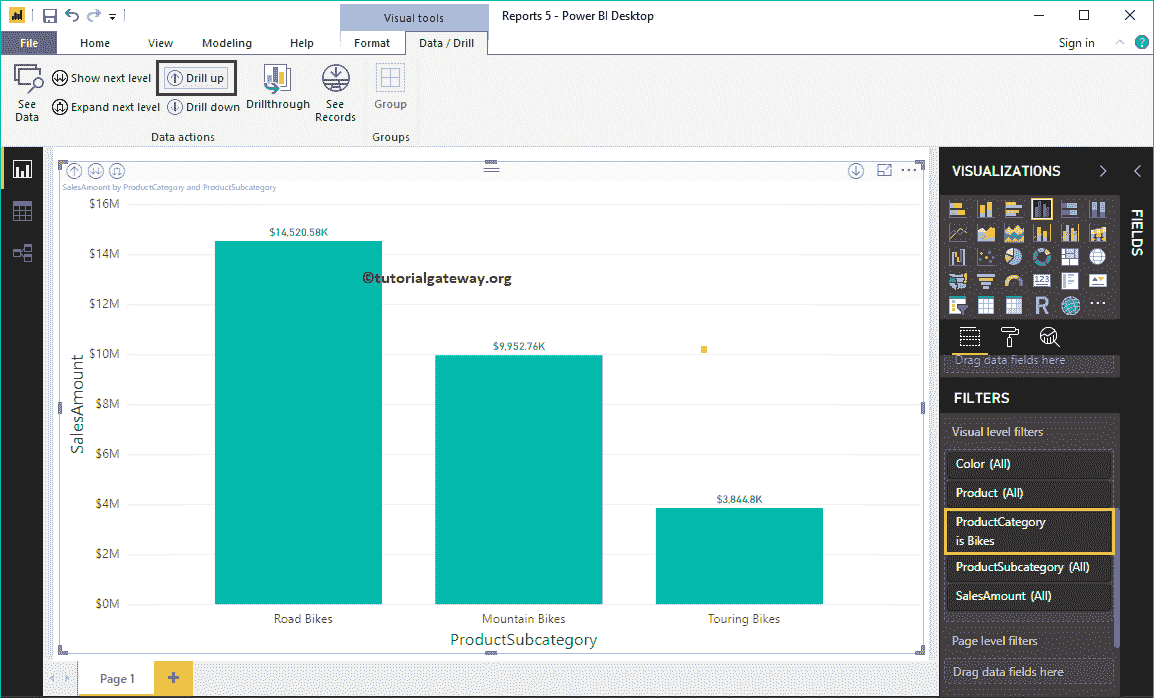 Visual tools
Reports 5 - Power BI Desktop
File
Home
View
Modeling
Help
Format
Data / Drill
Sign in
?
See
Data
Show next level
Expand next level
Drill up
Drill down
Data actions
Drillthrough
See
Records
Group
Groups
SalesAmount by ProductCategory and ProductSubcategory
$16M
$14M
$12M
$10M
$8M
$6M
$4M
$2M
$0M
SalesAmount
$14,520.58K
$9,952.76K
$3,844.8K
©tutorialgateway.org
Road Bikes
Mountain Bikes
Touring Bikes
ProductSubcategory
Page 1
VISUALIZATIONS
FIELDS
123
R
Drag data fields here
FILTERS
Visual level filters
Color (All)
Product (All)
ProductCategory
is Bikes
ProductSubcategory (All)
SalesAmount (All)
Page level filters
Drag data fields here